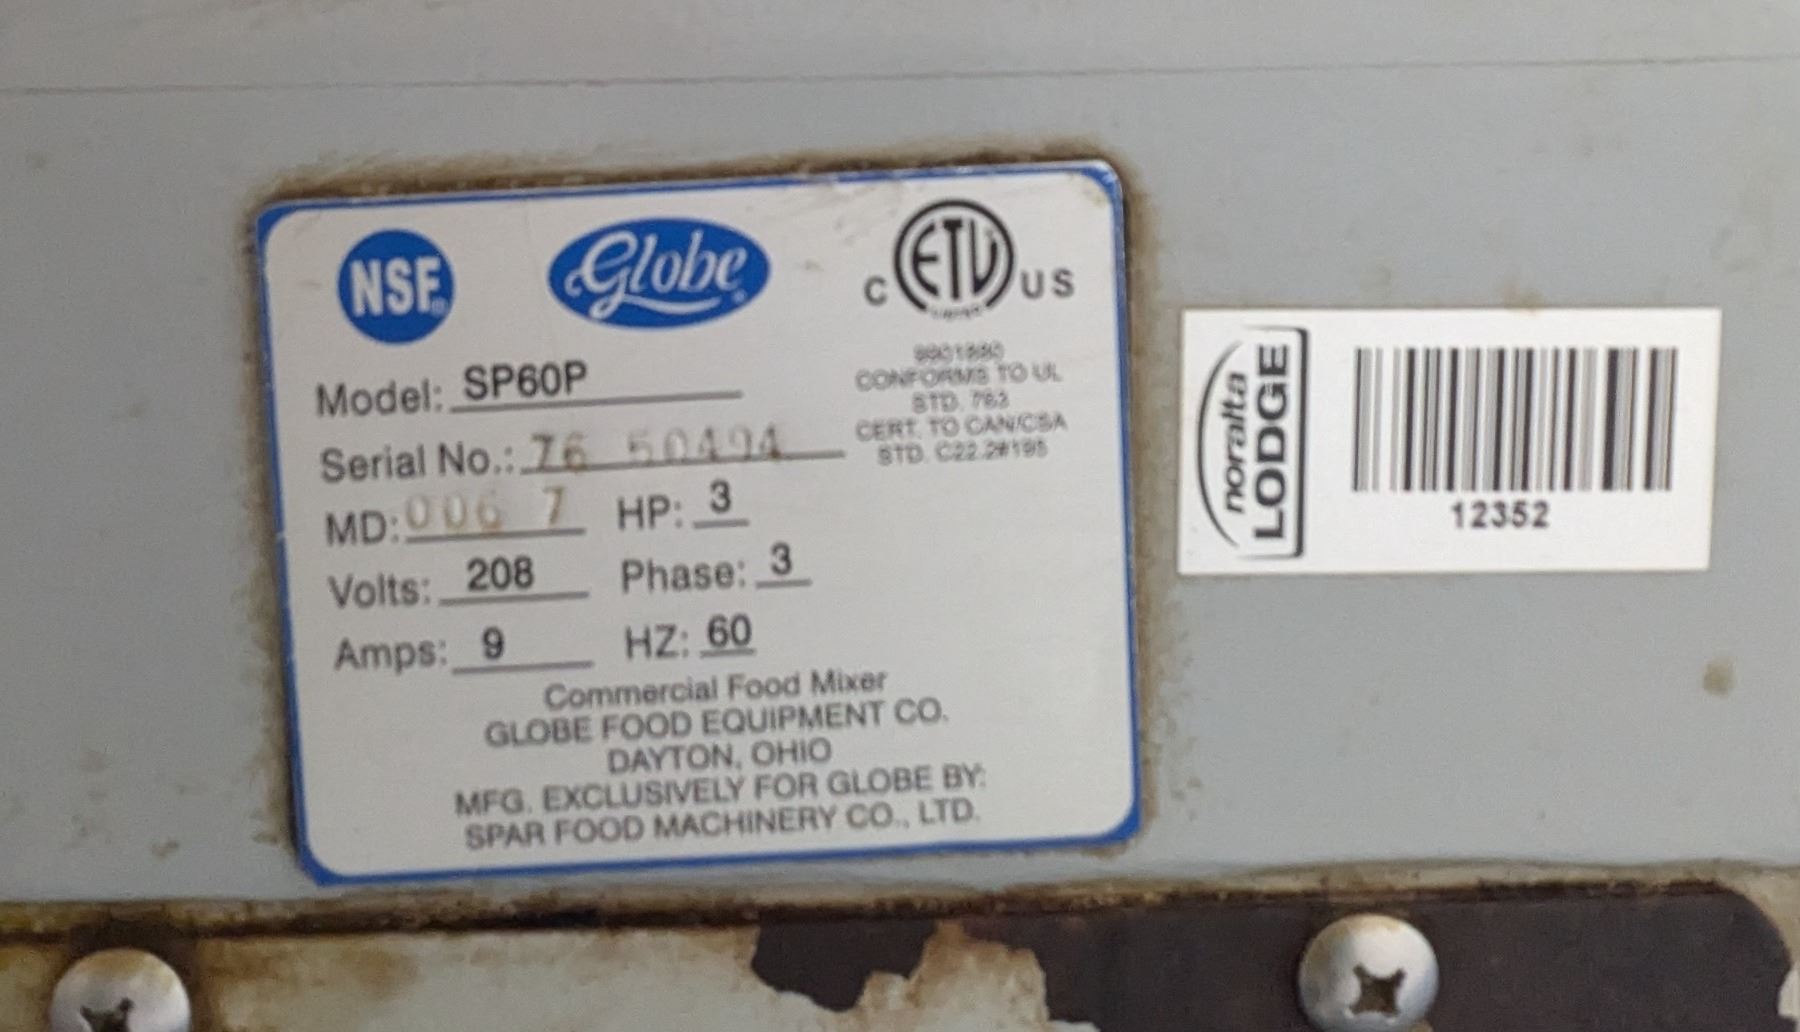 NSF
Globe
C ETL US
LISTED
Model: SP60P
CONFORMS TO UL
STD. 763
CERT. TO CAN/CSA
STD. C22.2#195
Serial No.: 76 50494
MD: 006 7 HP: 3
Volts: 208 Phase: 3
Amps: 9 HZ: 60
Commercial Food Mixer
GLOBE FOOD EQUIPMENT CO.
DAYTON, OHIO
MFG. EXCLUSIVELY FOR GLOBE BY:
SPAR FOOD MACHINERY CO., LTD.
noralta
LODGE
12352